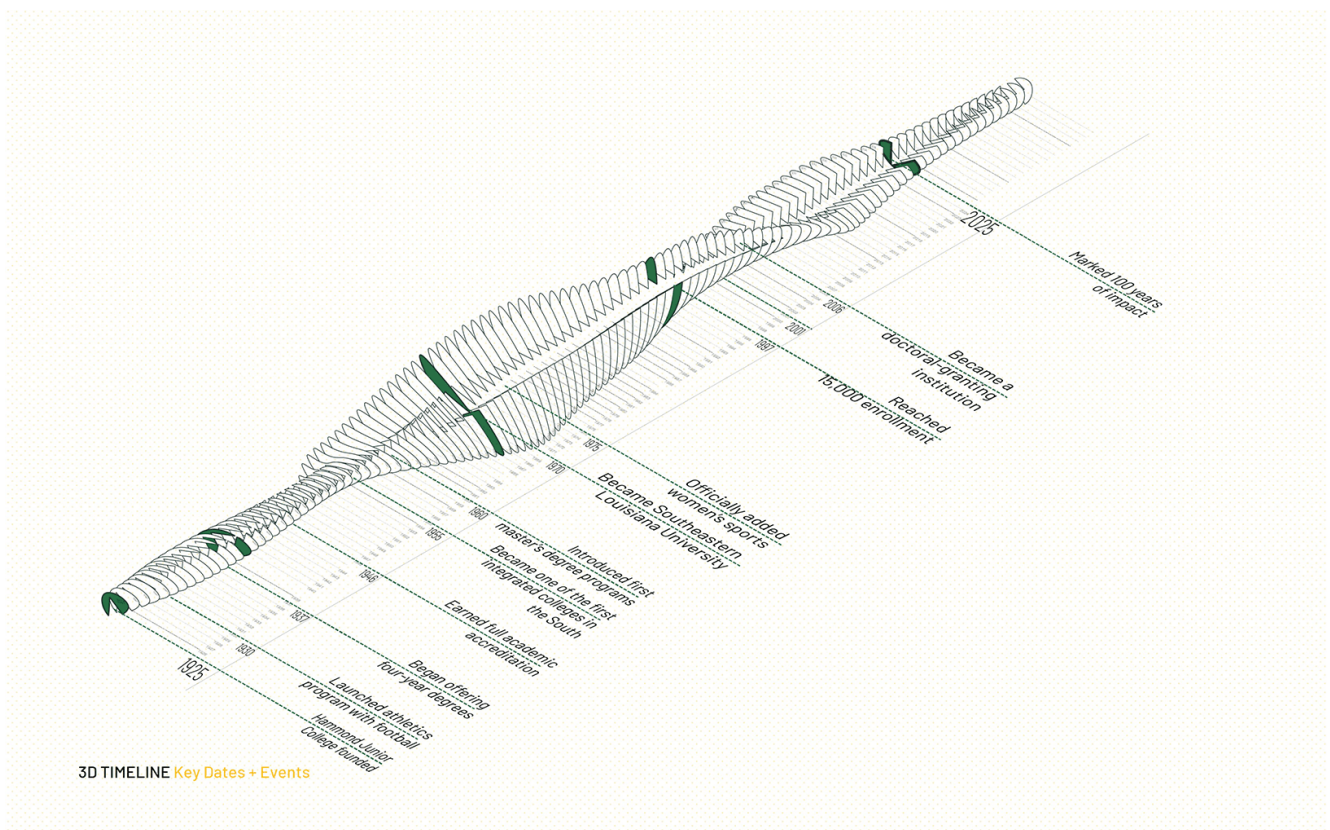 2025
Marked 100 years
of impact
2006
Became a
doctoral-granting
institution
2001
1997
Reached
15,000 enrollment
1975
Officially added
women's sports
1970
Became Southeastern
Louisiana University
1960
Introduced first
master's degree programs
1955
Became one of the first
integrated colleges in
the South
1946
Earned full academic
accreditation
1937
Began offering
four-year degrees
1930
Launched athletics
program with football
1925
Hammond Junior
College founded
3D TIMELINE Key Dates + Events